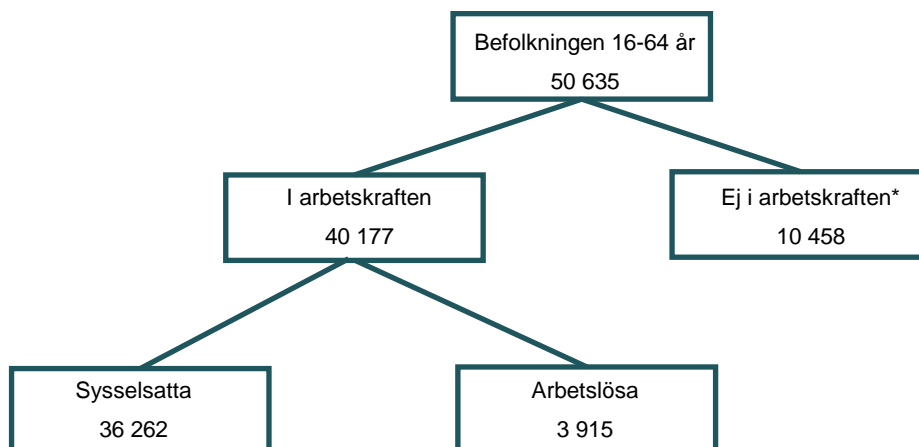 Befolkningen 16-64 år
50 635
I arbetskraften
40 177
Ej i arbetskraften*
10 458
Sysselsatta
36 262
Arbetslösa
3 915